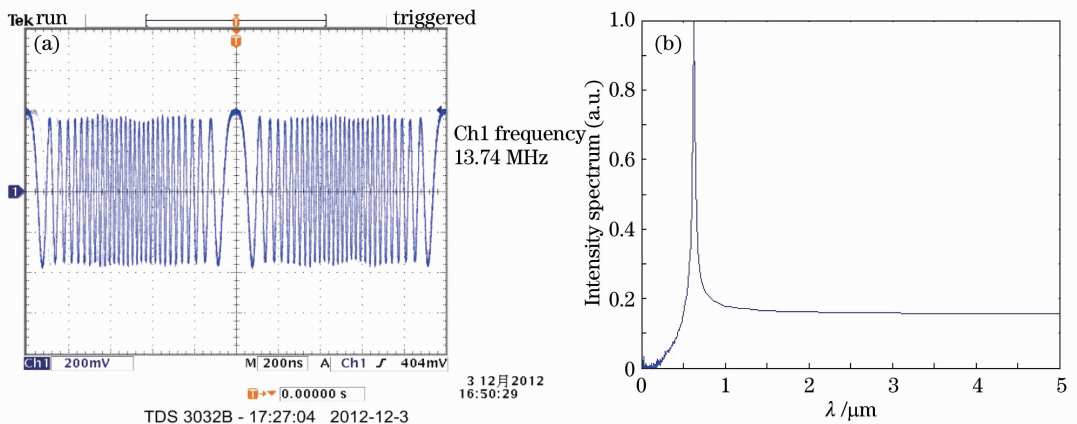 Tek run
triggered
(a)
T
T
1
Ch1 frequency
13.74 MHz
Ch1 200mV M 200ns A Ch1 ∫ 404mV
T 0.00000 s
3 12月2012
16:50:29
TDS 3032B - 17:27:04 2012-12-3
(b)
Intensity spectrum (a.u.)
1.0
0.8
0.6
0.4
0.2
0
0 1 2 3 4 5
λ /μm